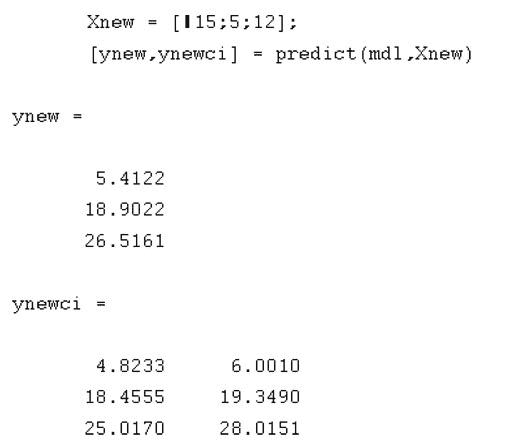 Xnew = [15;5;12];
[ynew,ynewci] = predict(mdl,Xnew)
ynew =
5.4122
18.9022
26.5161
ynewci =
4.8233 6.0010
18.4555 19.3490
25.0170 28.0151